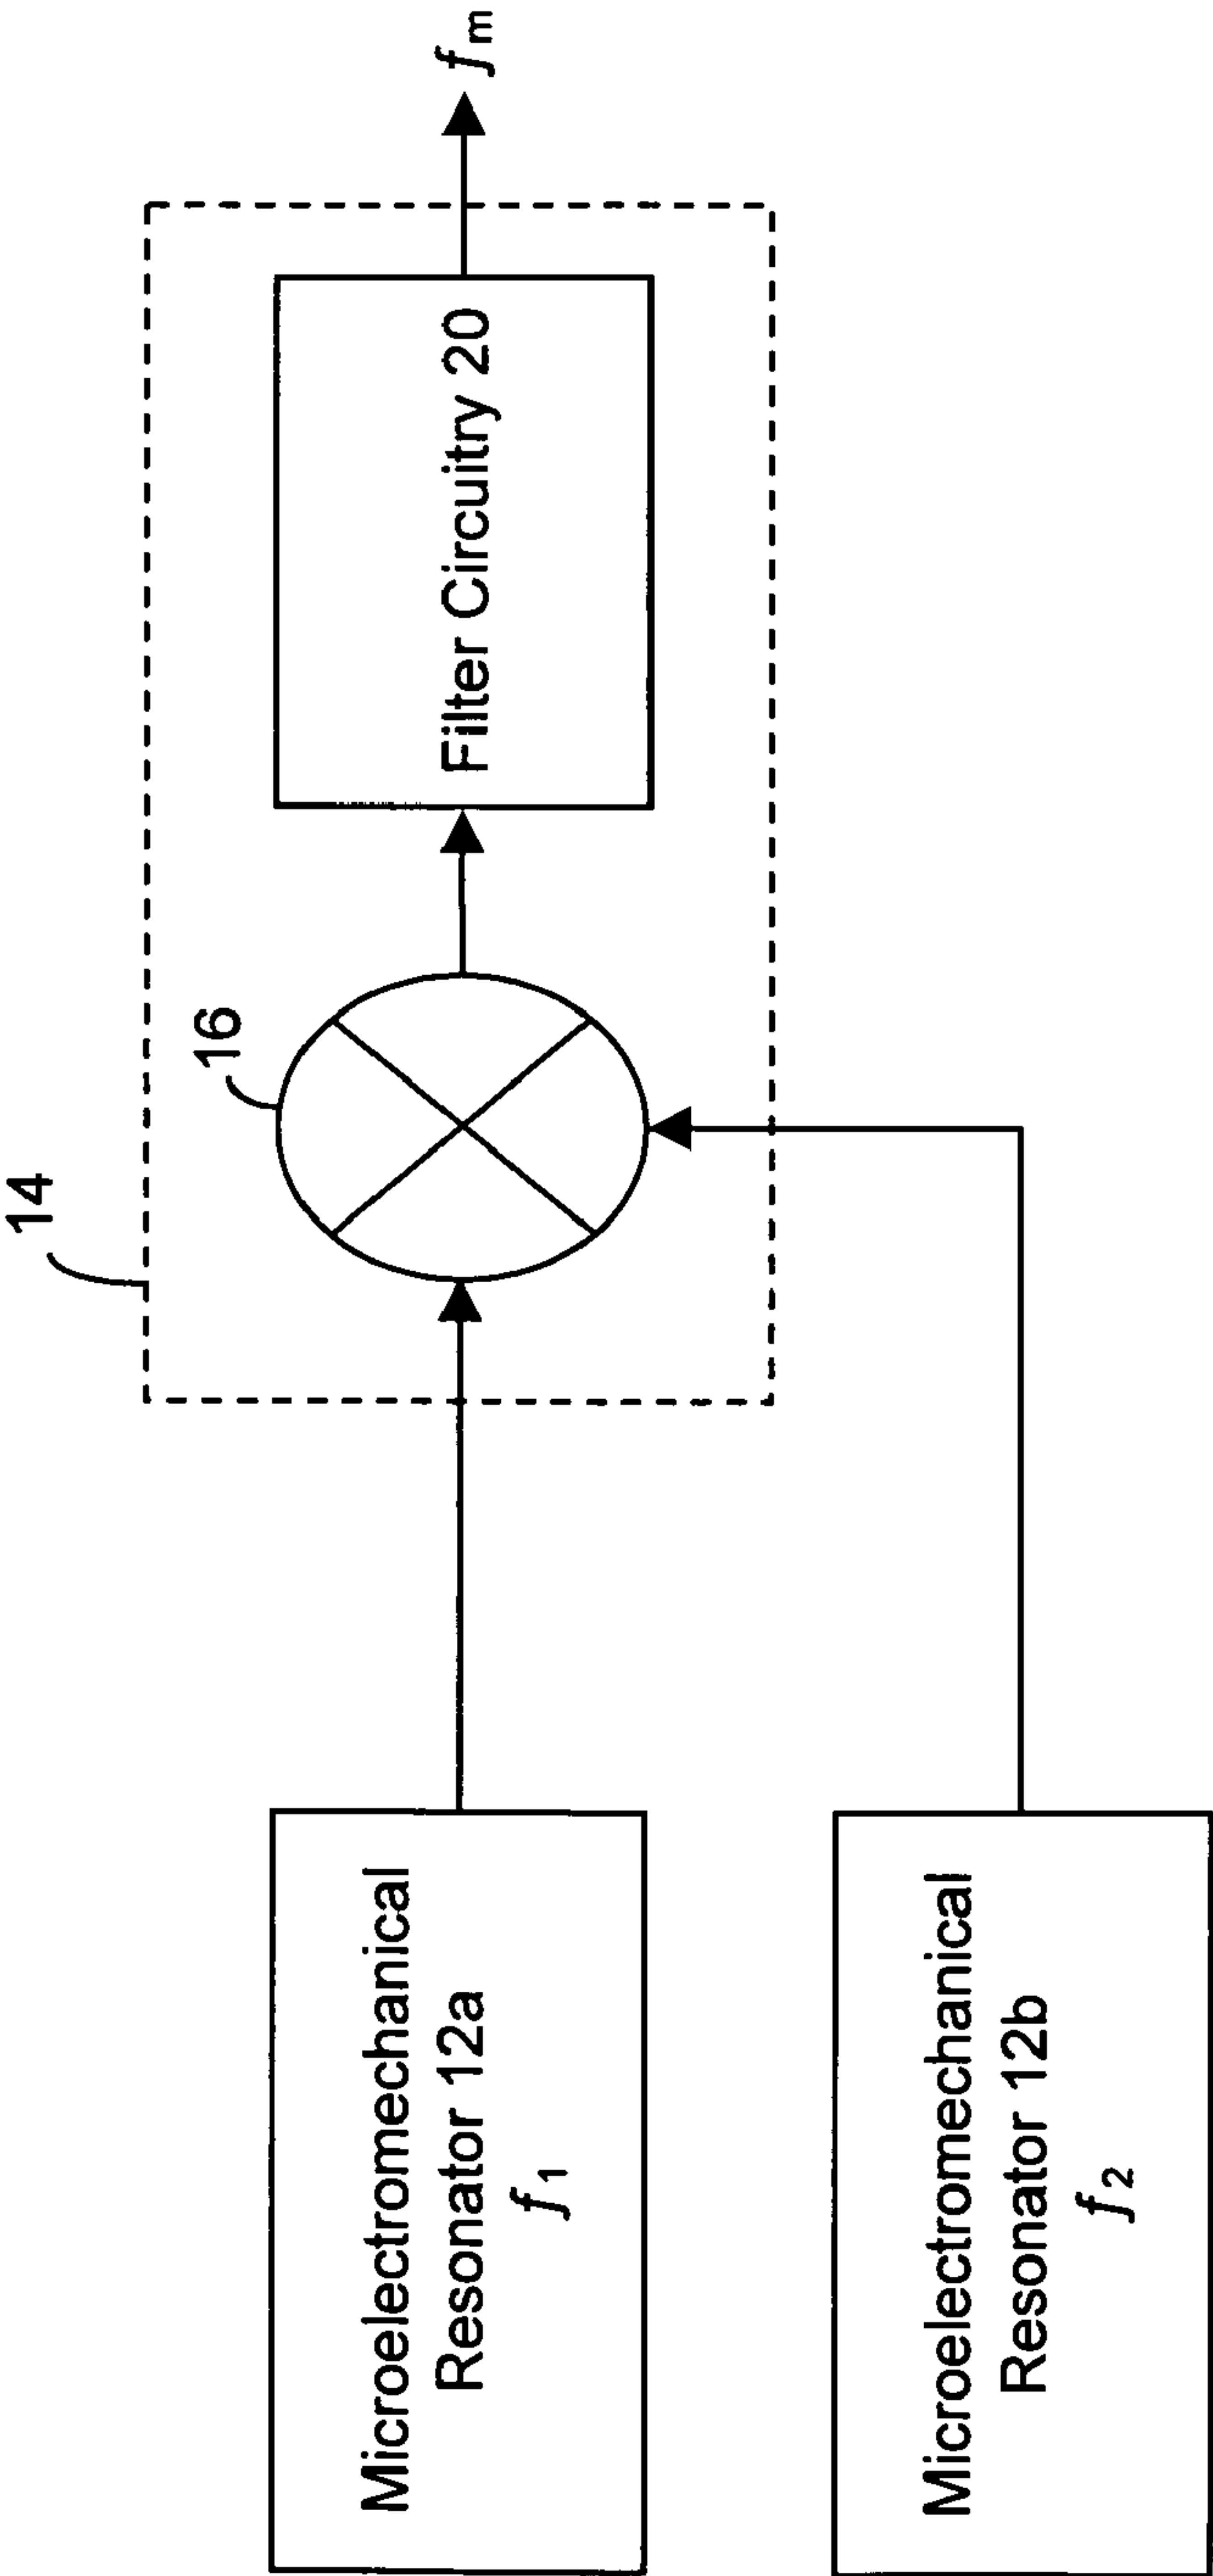 14
16
Microelectromechanical
Resonator 12a
f1
Filter Circuitry 20
fm
Microelectromechanical
Resonator 12b
f2